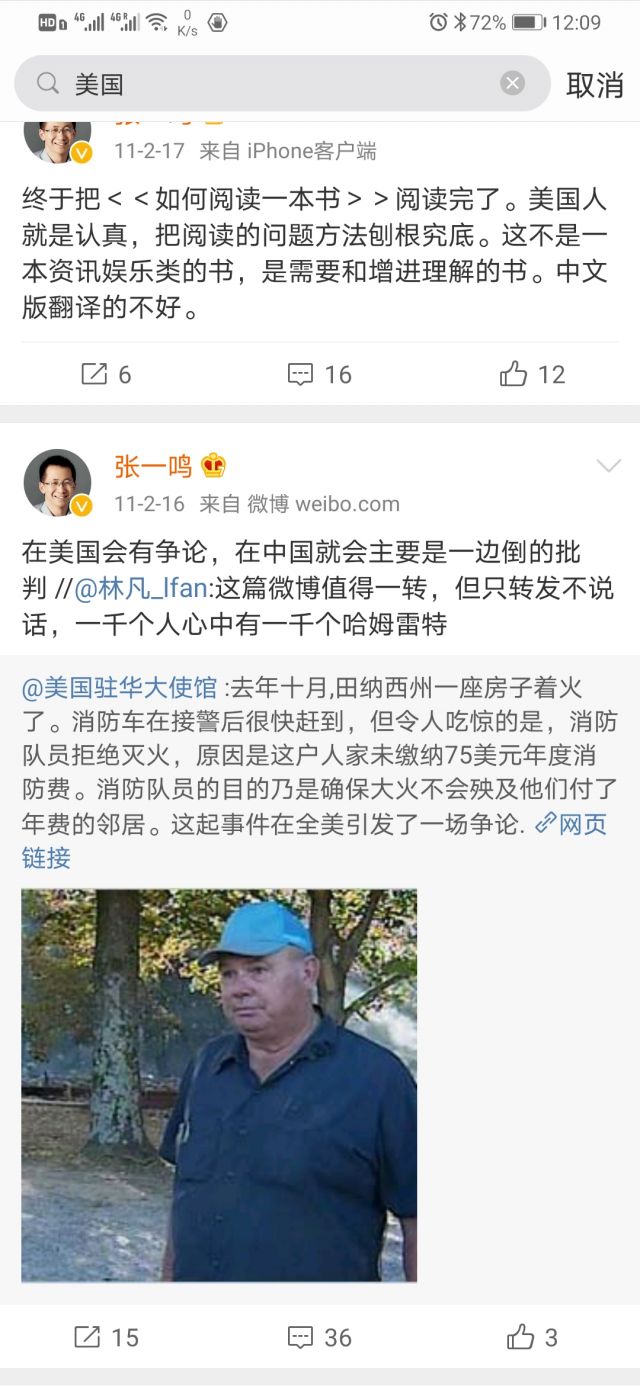 HD 1 4G 4G R 0 K/s 72% 12:09
美国 取消
11-2-17 来自 iPhone客户端
终于把<<如何阅读一本书>>阅读完了。美国人
就是认真，把阅读的问题方法刨根究底。这不是一
本资讯娱乐类的书，是需要和增进理解的书。中文
版翻译的不好。
6 16 12
张一鸣
11-2-16 来自 微博 weibo.com
在美国会有争论，在中国就会主要是一边倒的批
判 //@林凡_lfan:这篇微博值得一转，但只转发不说
话，一千个人心中有一千个哈姆雷特
@美国驻华大使馆 :去年十月,田纳西州一座房子着火
了。消防车在接警后很快赶到，但令人吃惊的是，消防
队员拒绝灭火，原因是这户人家未缴纳75美元年度消
防费。消防队员的目的乃是确保大火不会殃及他们付了
年费的邻居。这起事件在全美引发了一场争论. 网页
链接
15 36 3